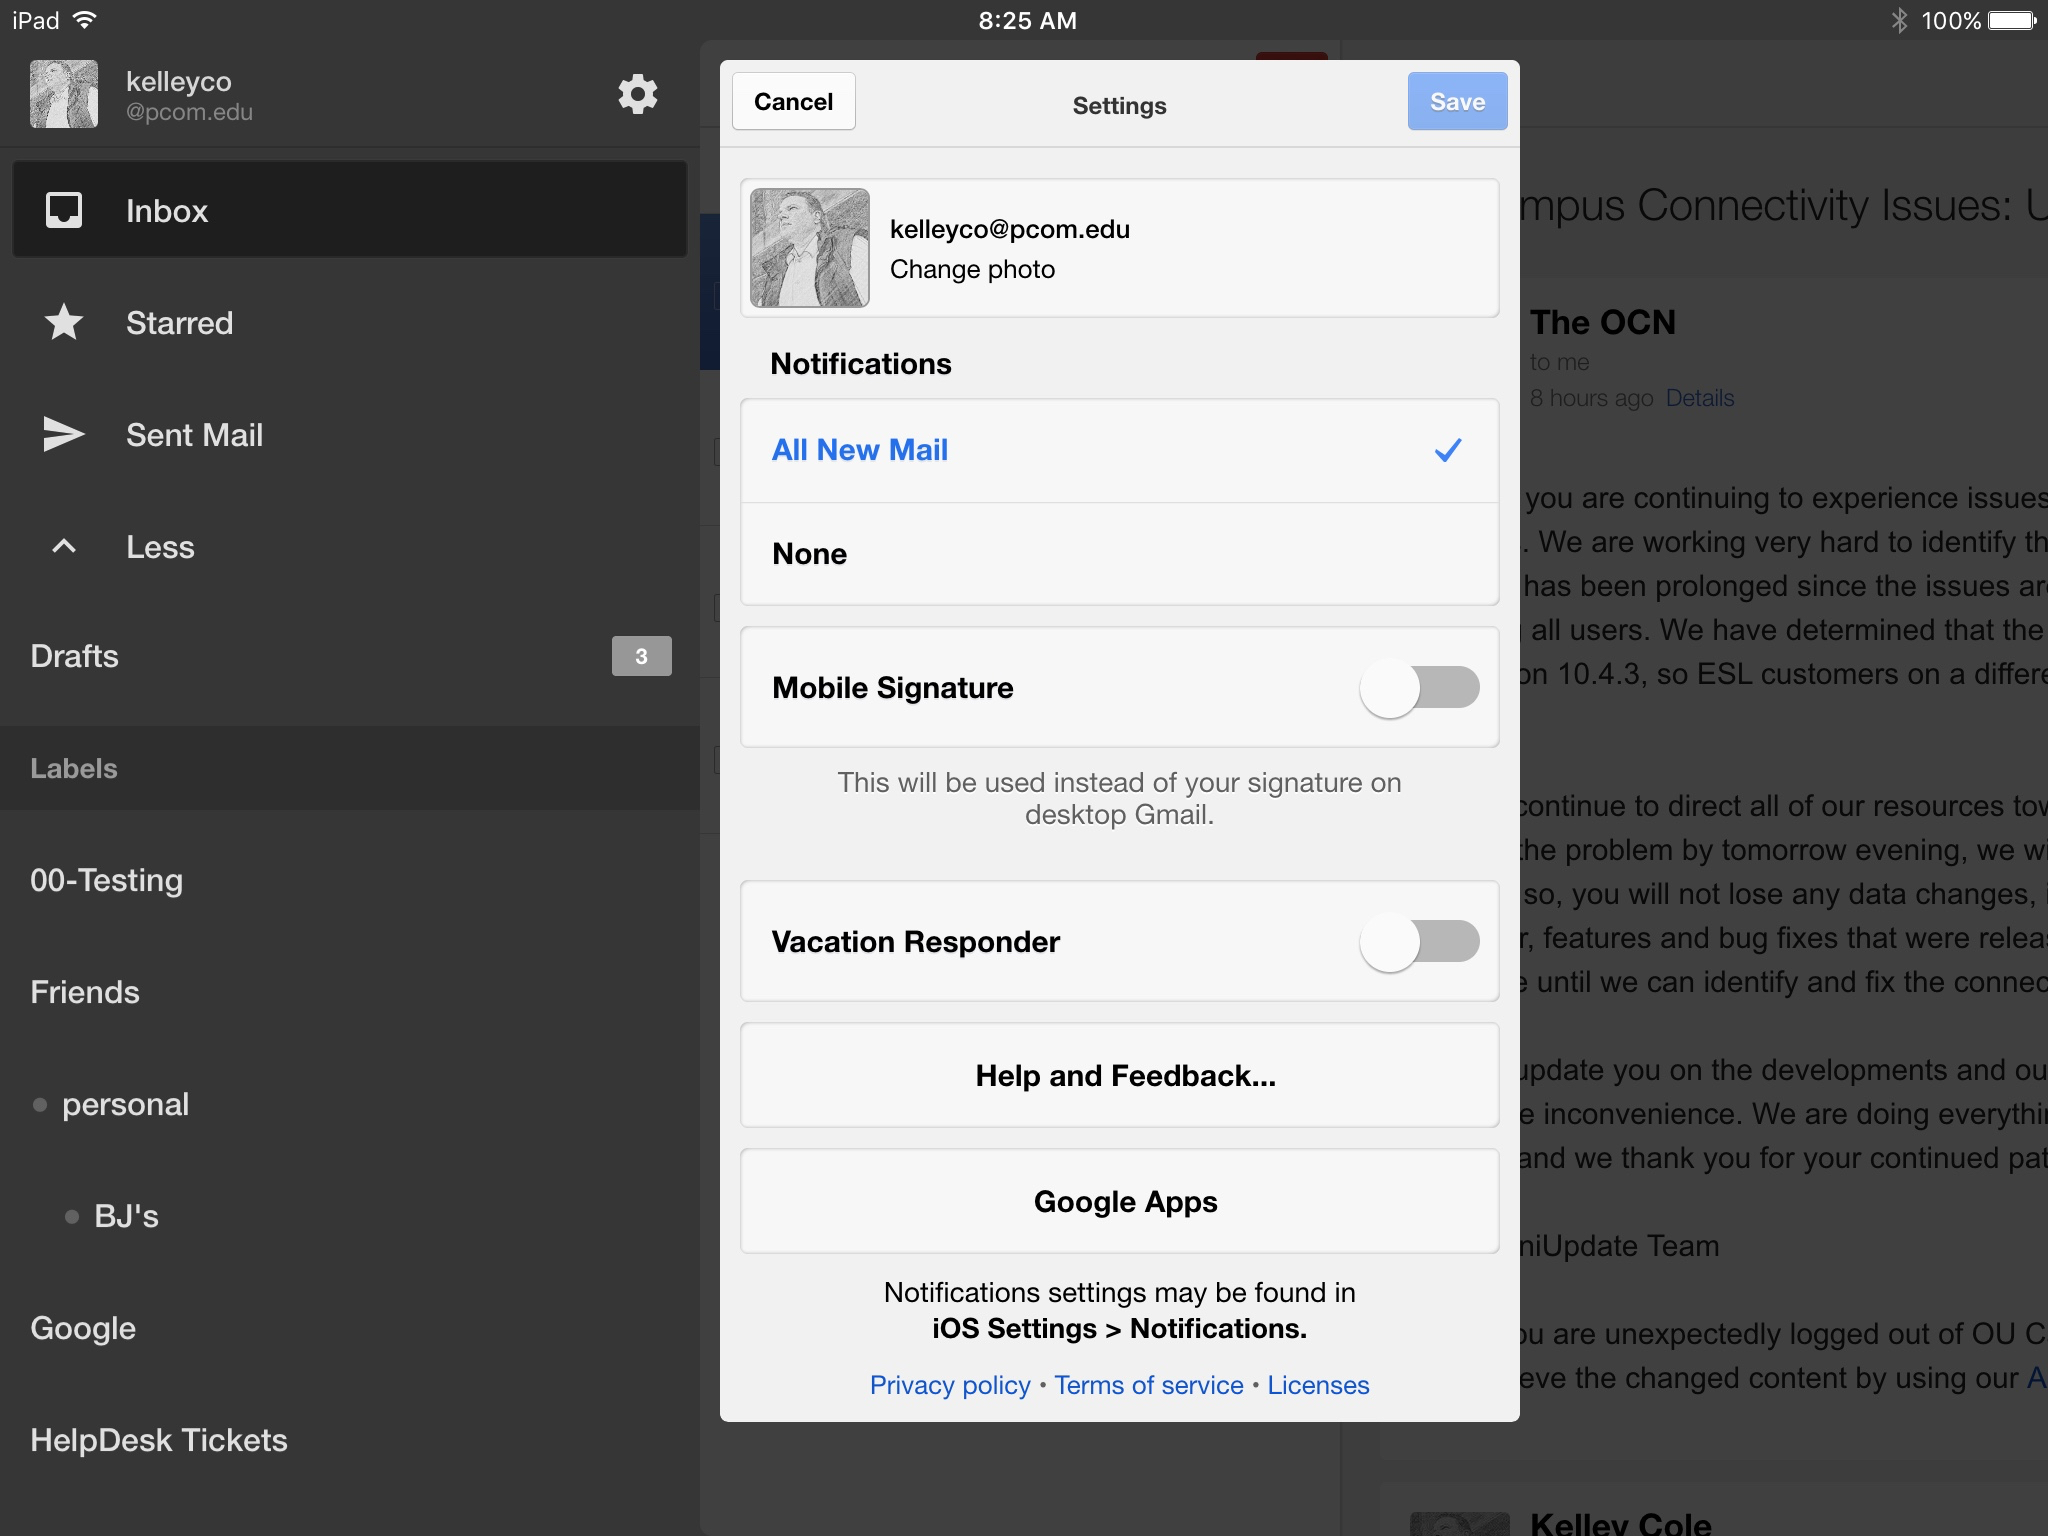 iPad
8:25 AM
100%
kelleyco
@pcom.edu
Inbox
Starred
Sent Mail
Less
Drafts
3
Labels
00-Testing
Friends
personal
BJ's
Google
HelpDesk Tickets
Cancel
Settings
Save
kelleyco@pcom.edu
Change photo
Notifications
All New Mail
None
Mobile Signature
This will be used instead of your signature on
desktop Gmail.
Vacation Responder
Help and Feedback...
Google Apps
Notifications settings may be found in
iOS Settings > Notifications.
Privacy policy • Terms of service • Licenses
mpus Connectivity Issues: U
The OCN
to me
8 hours ago Details
you are continuing to experience issues
. We are working very hard to identify th
has been prolonged since the issues are
all users. We have determined that the
on 10.4.3, so ESL customers on a differe
continue to direct all of our resources tow
the problem by tomorrow evening, we wi
so, you will not lose any data changes, i
r, features and bug fixes that were releas
e until we can identify and fix the connec
update you on the developments and ou
e inconvenience. We are doing everythin
and we thank you for your continued pat
niUpdate Team
ou are unexpectedly logged out of OU C
eve the changed content by using our A
Kelley Cole